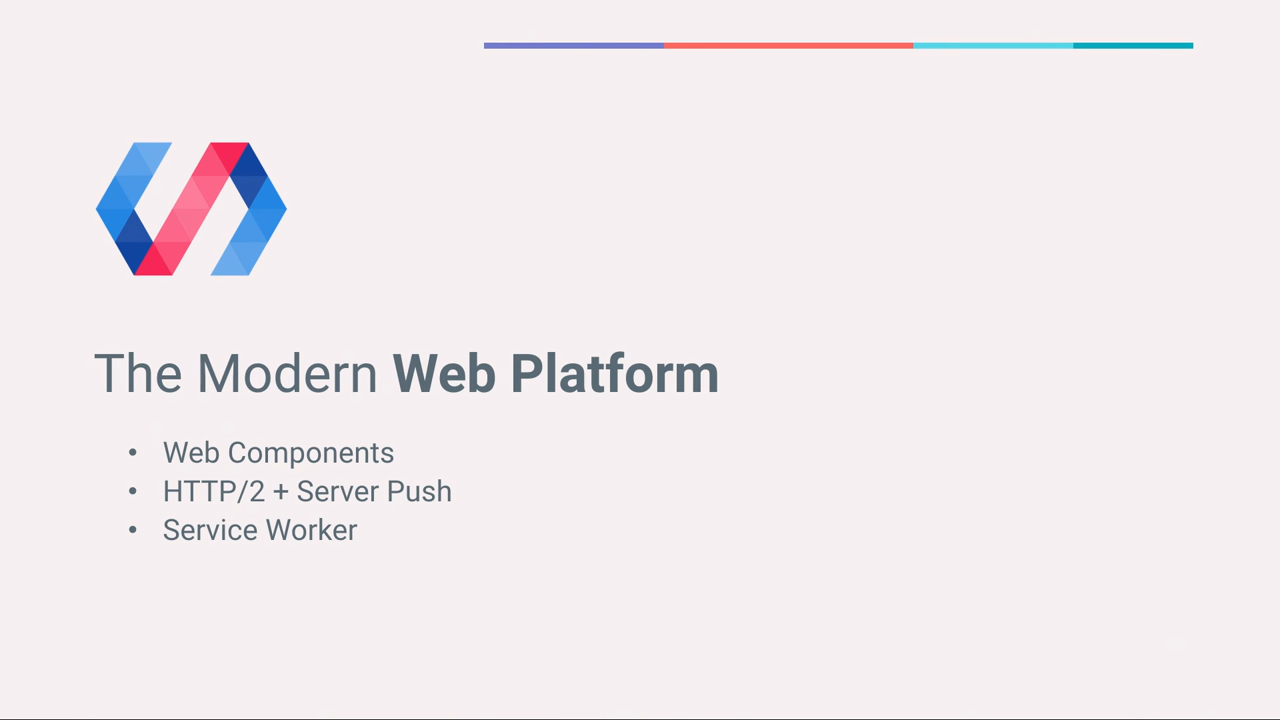 The Modern Web Platform
• Web Components
• HTTP/2 + Server Push
• Service Worker